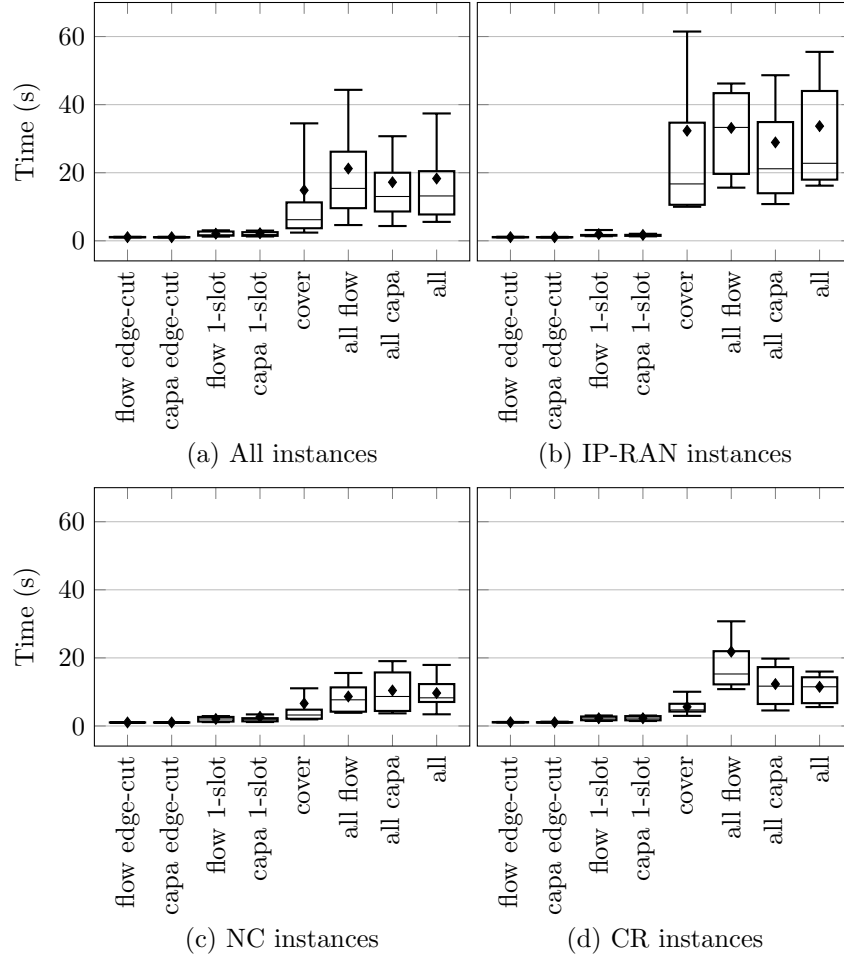 60
40
20
0
Time (s)
flow edge-cut
capa edge-cut
flow 1-slot
capa 1-slot
cover
all flow
all capa
all
(a) All instances
flow edge-cut
capa edge-cut
flow 1-slot
capa 1-slot
cover
all flow
all capa
all
(b) IP-RAN instances
60
40
20
0
Time (s)
flow edge-cut
capa edge-cut
flow 1-slot
capa 1-slot
cover
all flow
all capa
all
(c) NC instances
flow edge-cut
capa edge-cut
flow 1-slot
capa 1-slot
cover
all flow
all capa
all
(d) CR instances